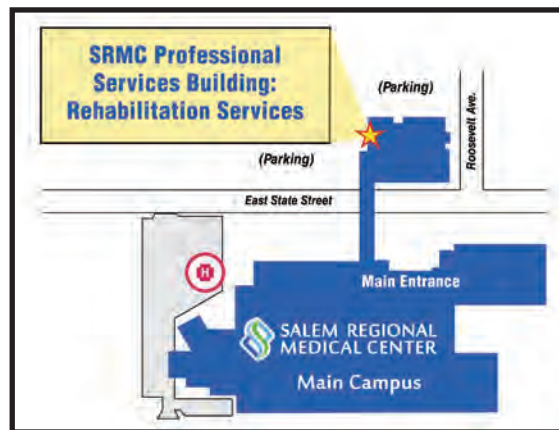 SRMC Professional
Services Building:
Rehabilitation Services
(Parking)
Roosevelt Ave.
(Parking)
East State Street
H
Main Entrance
SALEM REGIONAL
MEDICAL CENTER
Main Campus